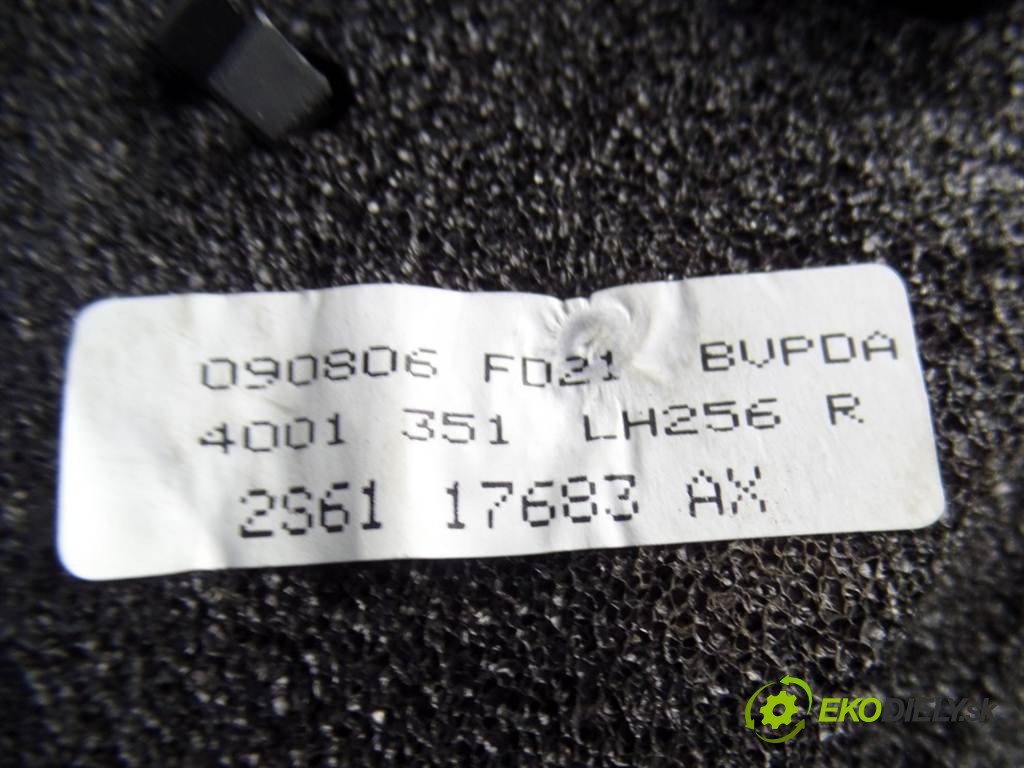 090806 FD21 BVPDA
4001 351 LH256 R
2S61 17683 AX
EKODIELY.SK